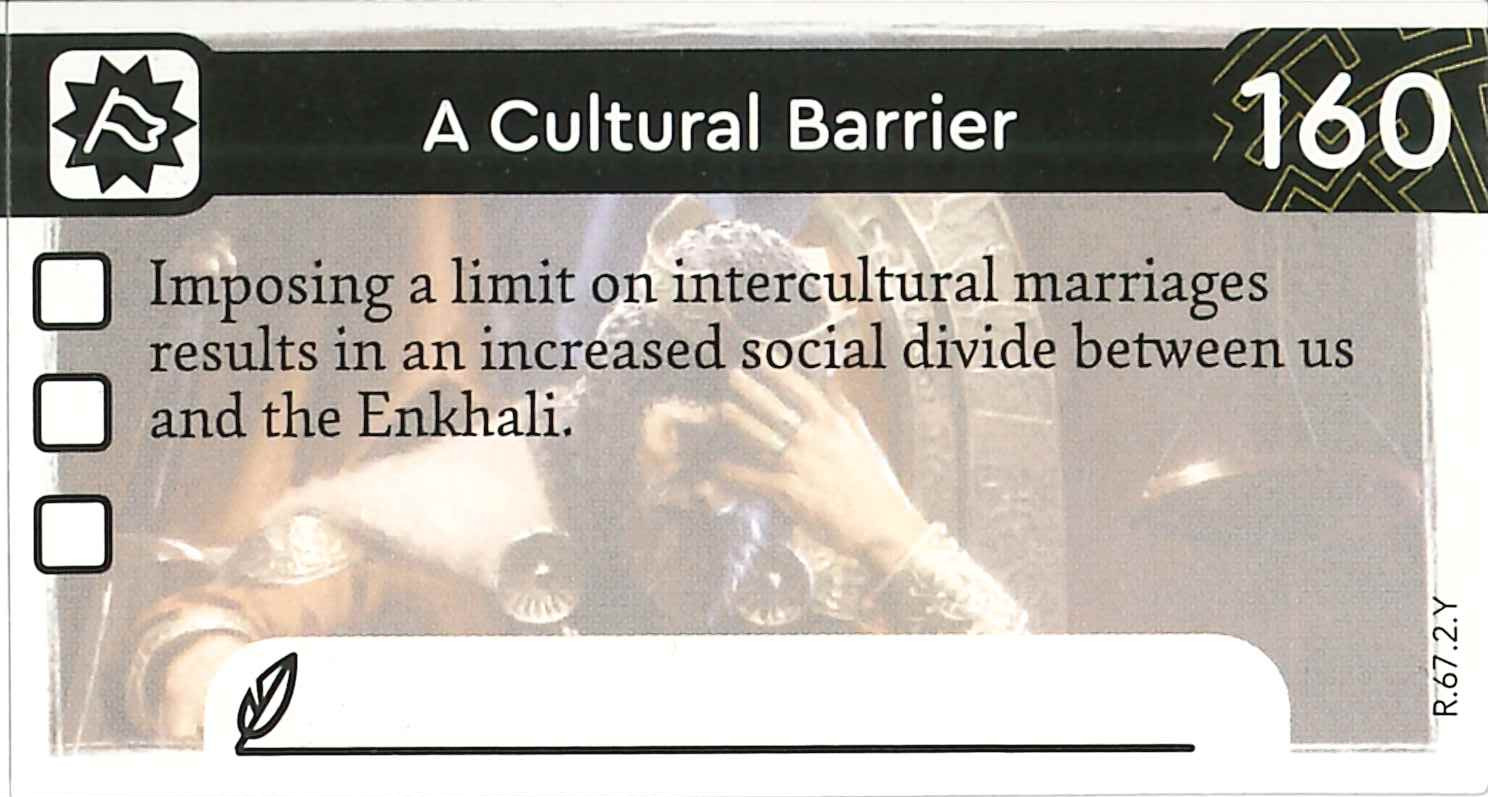 A Cultural Barrier
160
Imposing a limit on intercultural marriages
results in an increased social divide between us
and the Enkhali.
R.67.2.Y